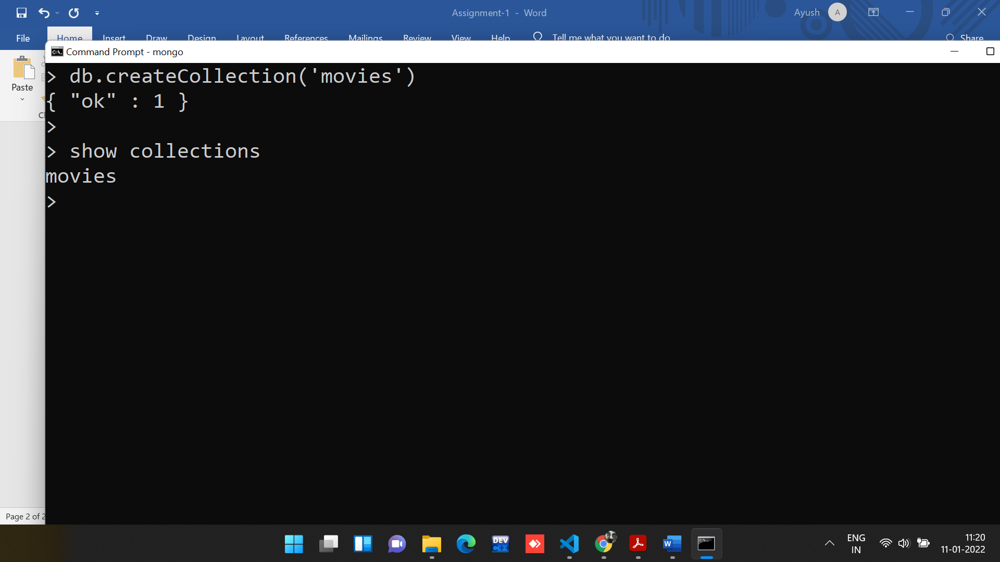 Assignment-1 - Word
Ayush
A
File
Home
Insert
Draw
Design
Layout
References
Mailings
Review
View
Help
Tell me what you want to do
Share
Paste
Command Prompt - mongo
> db.createCollection('movies')
{ "ok" : 1 }
>
> show collections
movies
>
Page 2 of 2
DEV
C++
W
ENG
IN
11:20
11-01-2022